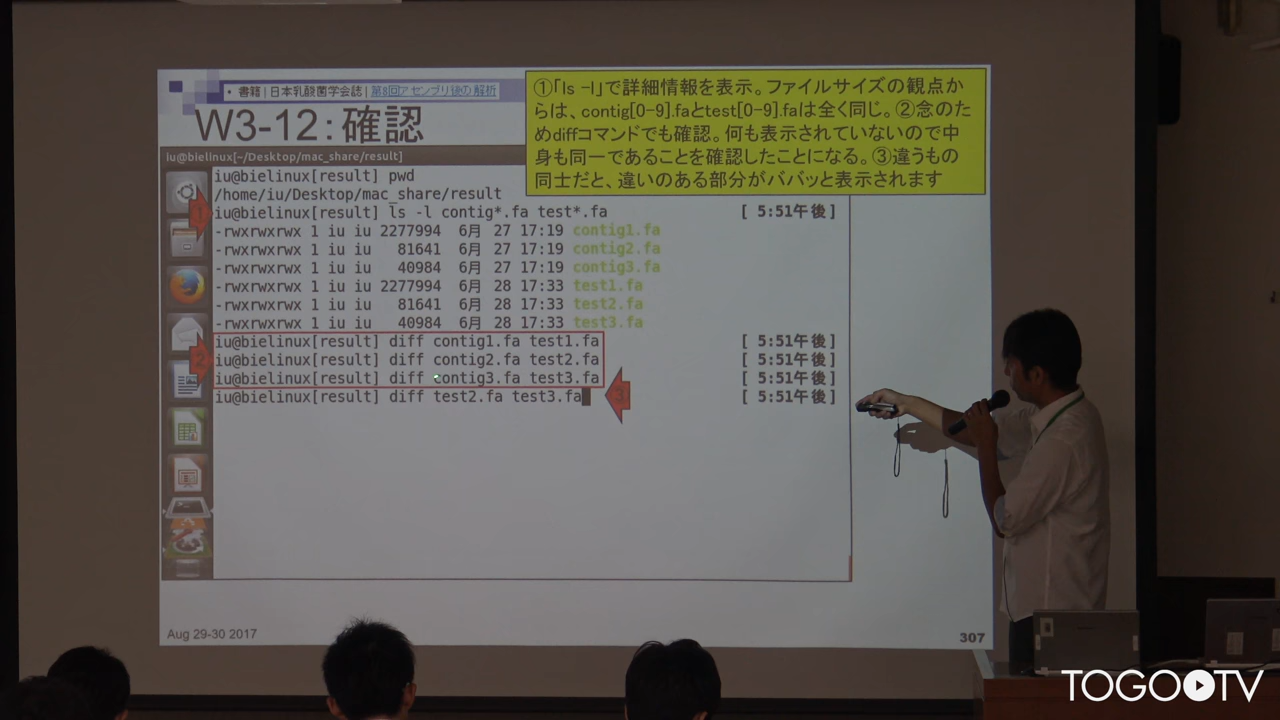 ・書籍 | 日本乳酸菌学会誌 | 第8回アセンブリ後の解析
W3-12：確認
①「ls -l」で詳細情報を表示。ファイルサイズの観点か
らは、contig[0-9].faとtest[0-9].faは全く同じ。②念のた
めdiffコマンドでも確認。何も表示されていないので中
身も同一であることを確認したことになる。③違うもの
同士だと、違いのある部分がババッと表示されます
iu@bielinux[~/Desktop/mac_share/result]
iu@bielinux[result] pwd
/home/iu/Desktop/mac_share/result
iu@bielinux[result] ls -l contig*.fa test*.fa [ 5:51午後]
-rwxrwxrwx 1 iu iu 2277994 6月 27 17:19 contig1.fa
-rwxrwxrwx 1 iu iu 81641 6月 27 17:19 contig2.fa
-rwxrwxrwx 1 iu iu 40984 6月 27 17:19 contig3.fa
-rwxrwxrwx 1 iu iu 2277994 6月 28 17:33 test1.fa
-rwxrwxrwx 1 iu iu 81641 6月 28 17:33 test2.fa
-rwxrwxrwx 1 iu iu 40984 6月 28 17:33 test3.fa
iu@bielinux[result] diff contig1.fa test1.fa [ 5:51午後]
iu@bielinux[result] diff contig2.fa test2.fa [ 5:51午後]
iu@bielinux[result] diff contig3.fa test3.fa [ 5:51午後]
iu@bielinux[result] diff test2.fa test3.fa [ 5:51午後]
1
2
3
Aug 29-30 2017
307
TOGOTV